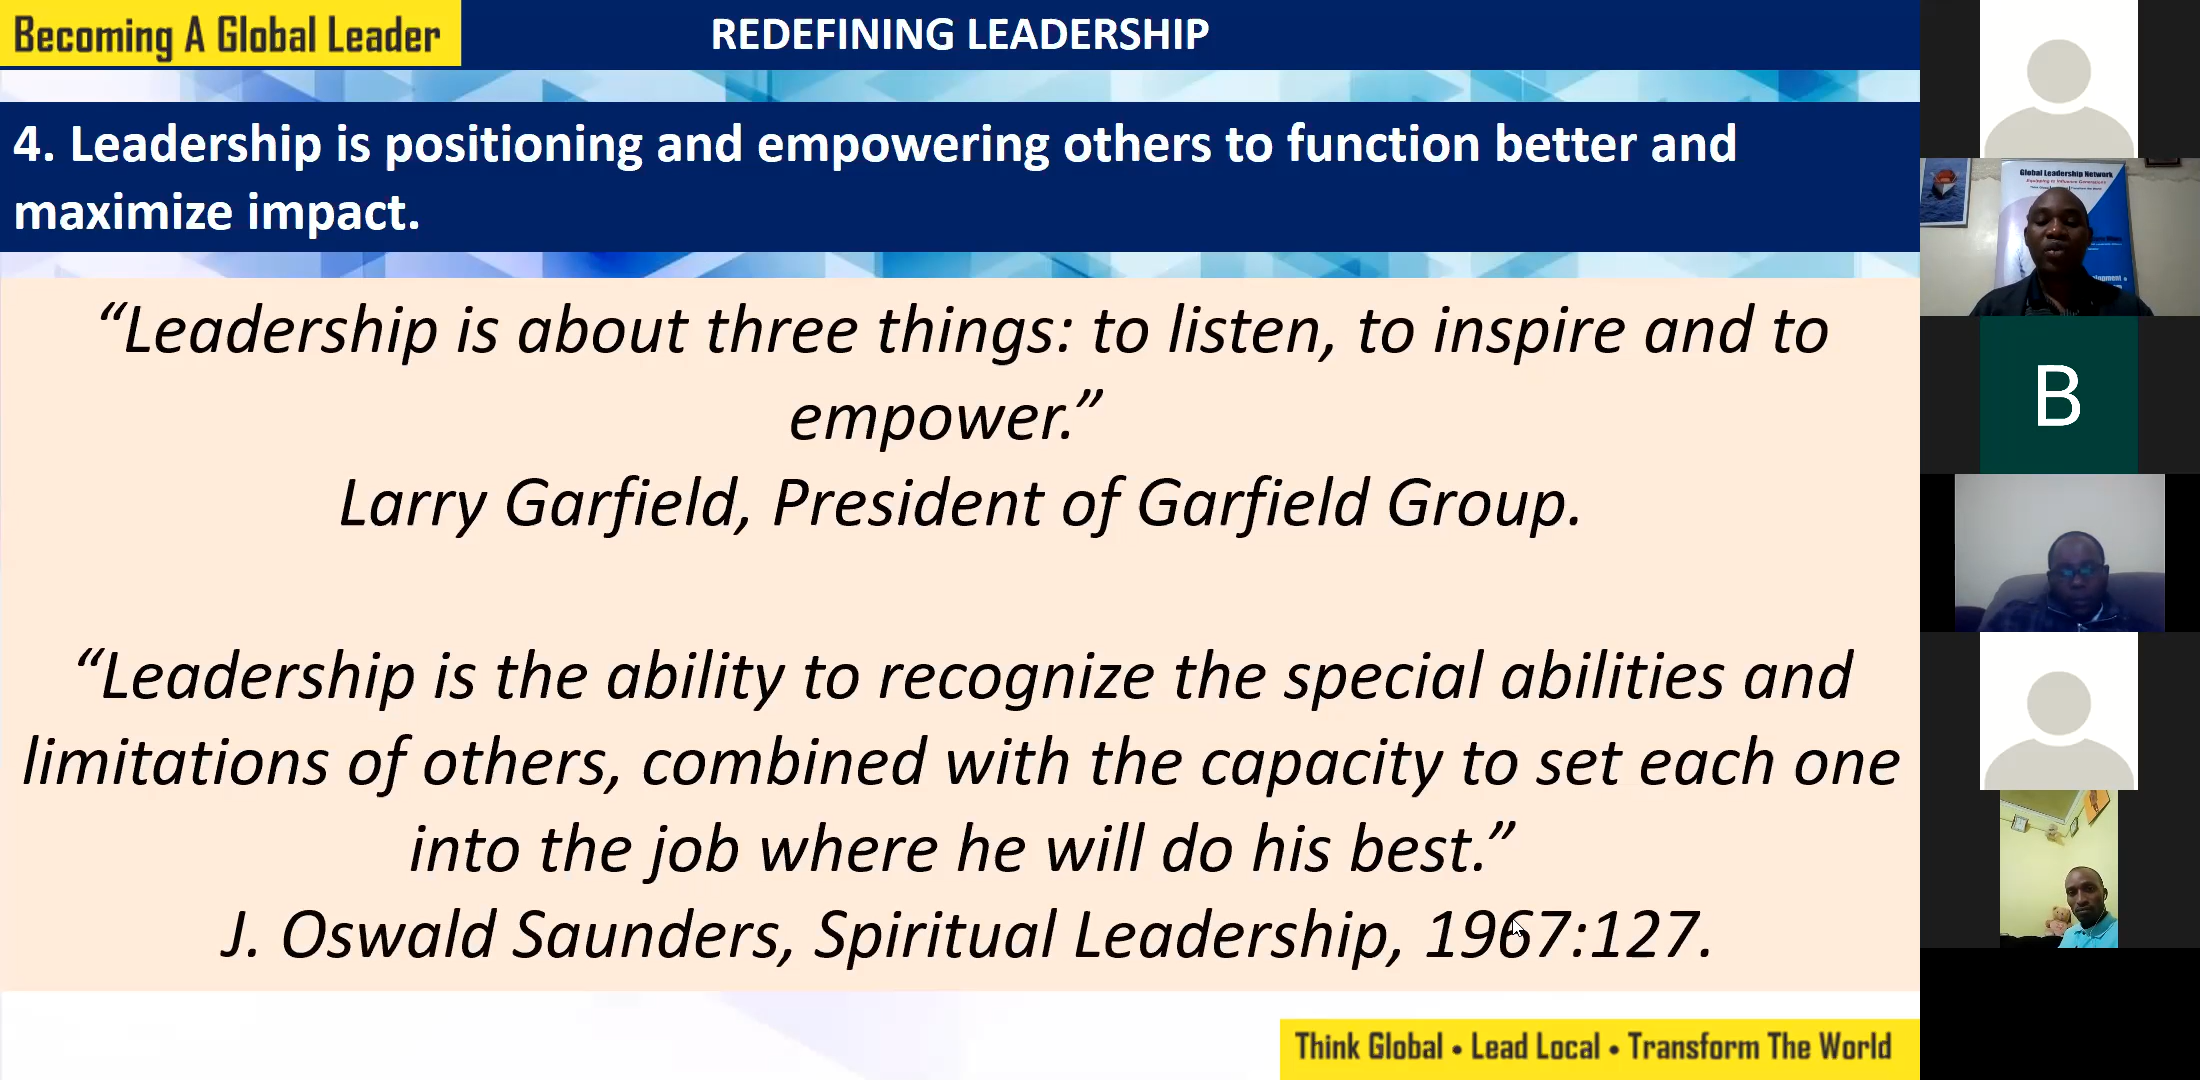 Becoming A Global Leader
REDEFINING LEADERSHIP
4. Leadership is positioning and empowering others to function better and
maximize impact.
“Leadership is about three things: to listen, to inspire and to
empower.”
Larry Garfield, President of Garfield Group.
“Leadership is the ability to recognize the special abilities and
limitations of others, combined with the capacity to set each one
into the job where he will do his best.”
J. Oswald Saunders, Spiritual Leadership, 1967:127.
Think Global • Lead Local • Transform The World
Global Leadership Network
B